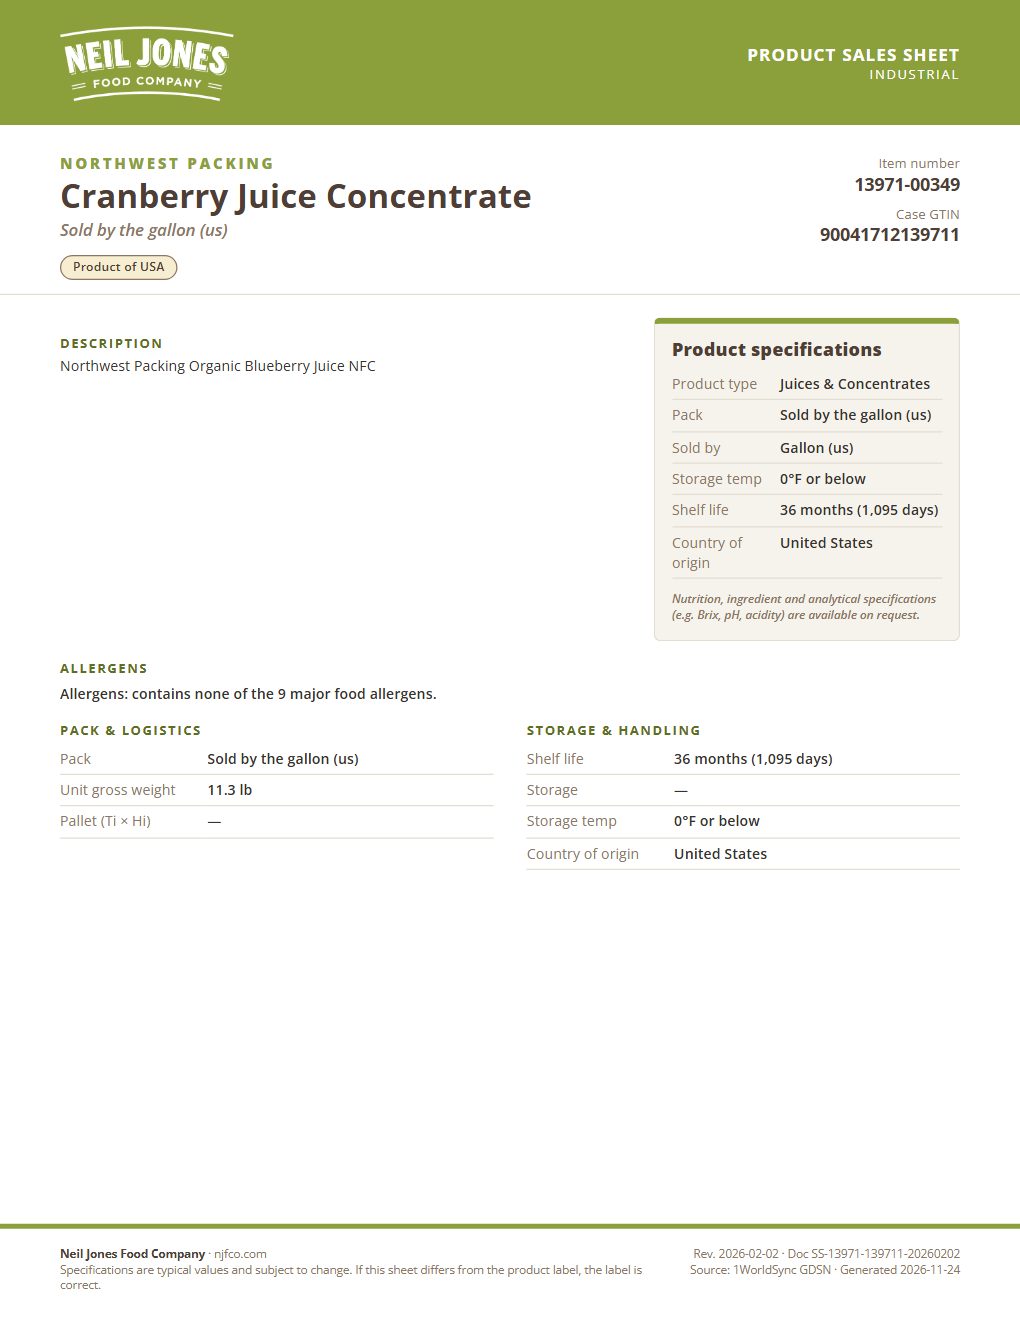 NEIL JONES
FOOD COMPANY
PRODUCT SALES SHEET
INDUSTRIAL
NORTHWEST PACKING
Cranberry Juice Concentrate
Sold by the gallon (us)
Product of USA
Item number
13971-00349
Case GTIN
90041712139711
DESCRIPTION
Northwest Packing Organic Blueberry Juice NFC
Product specifications
Product type Juices & Concentrates
Pack Sold by the gallon (us)
Sold by Gallon (us)
Storage temp 0°F or below
Shelf life 36 months (1,095 days)
Country of origin United States
Nutrition, ingredient and analytical specifications
(e.g. Brix, pH, acidity) are available on request.
ALLERGENS
Allergens: contains none of the 9 major food allergens.
PACK & LOGISTICS
Pack Sold by the gallon (us)
Unit gross weight 11.3 lb
Pallet (Ti × Hi) —
STORAGE & HANDLING
Shelf life 36 months (1,095 days)
Storage —
Storage temp 0°F or below
Country of origin United States
Neil Jones Food Company · njfco.com
Specifications are typical values and subject to change. If this sheet differs from the product label, the label is
correct.
Rev. 2026-02-02 · Doc SS-13971-139711-20260202
Source: 1WorldSync GDSN · Generated 2026-11-24